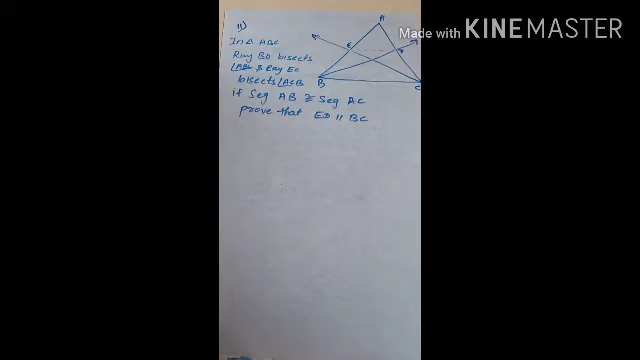 11)
In Δ ABC
Ray BD bisects
∠ABC & Ray EC
bisects ∠ACB
if Seg AB ≅ Seg AC
prove that ED || BC
A
E
D
B
C
Made with KINEMASTER